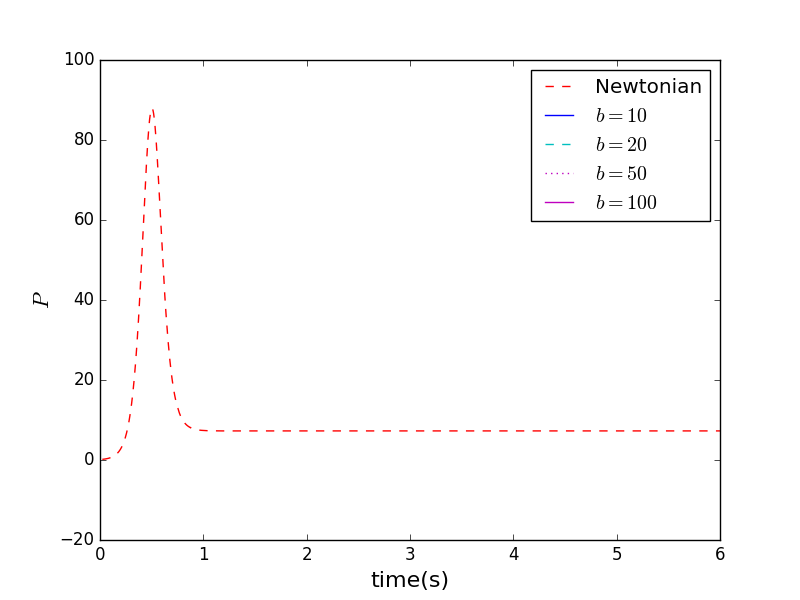 100
80
60
40
20
0
−20
P
0 1 2 3 4 5 6
time(s)
Newtonian
b = 10
b = 20
b = 50
b = 100